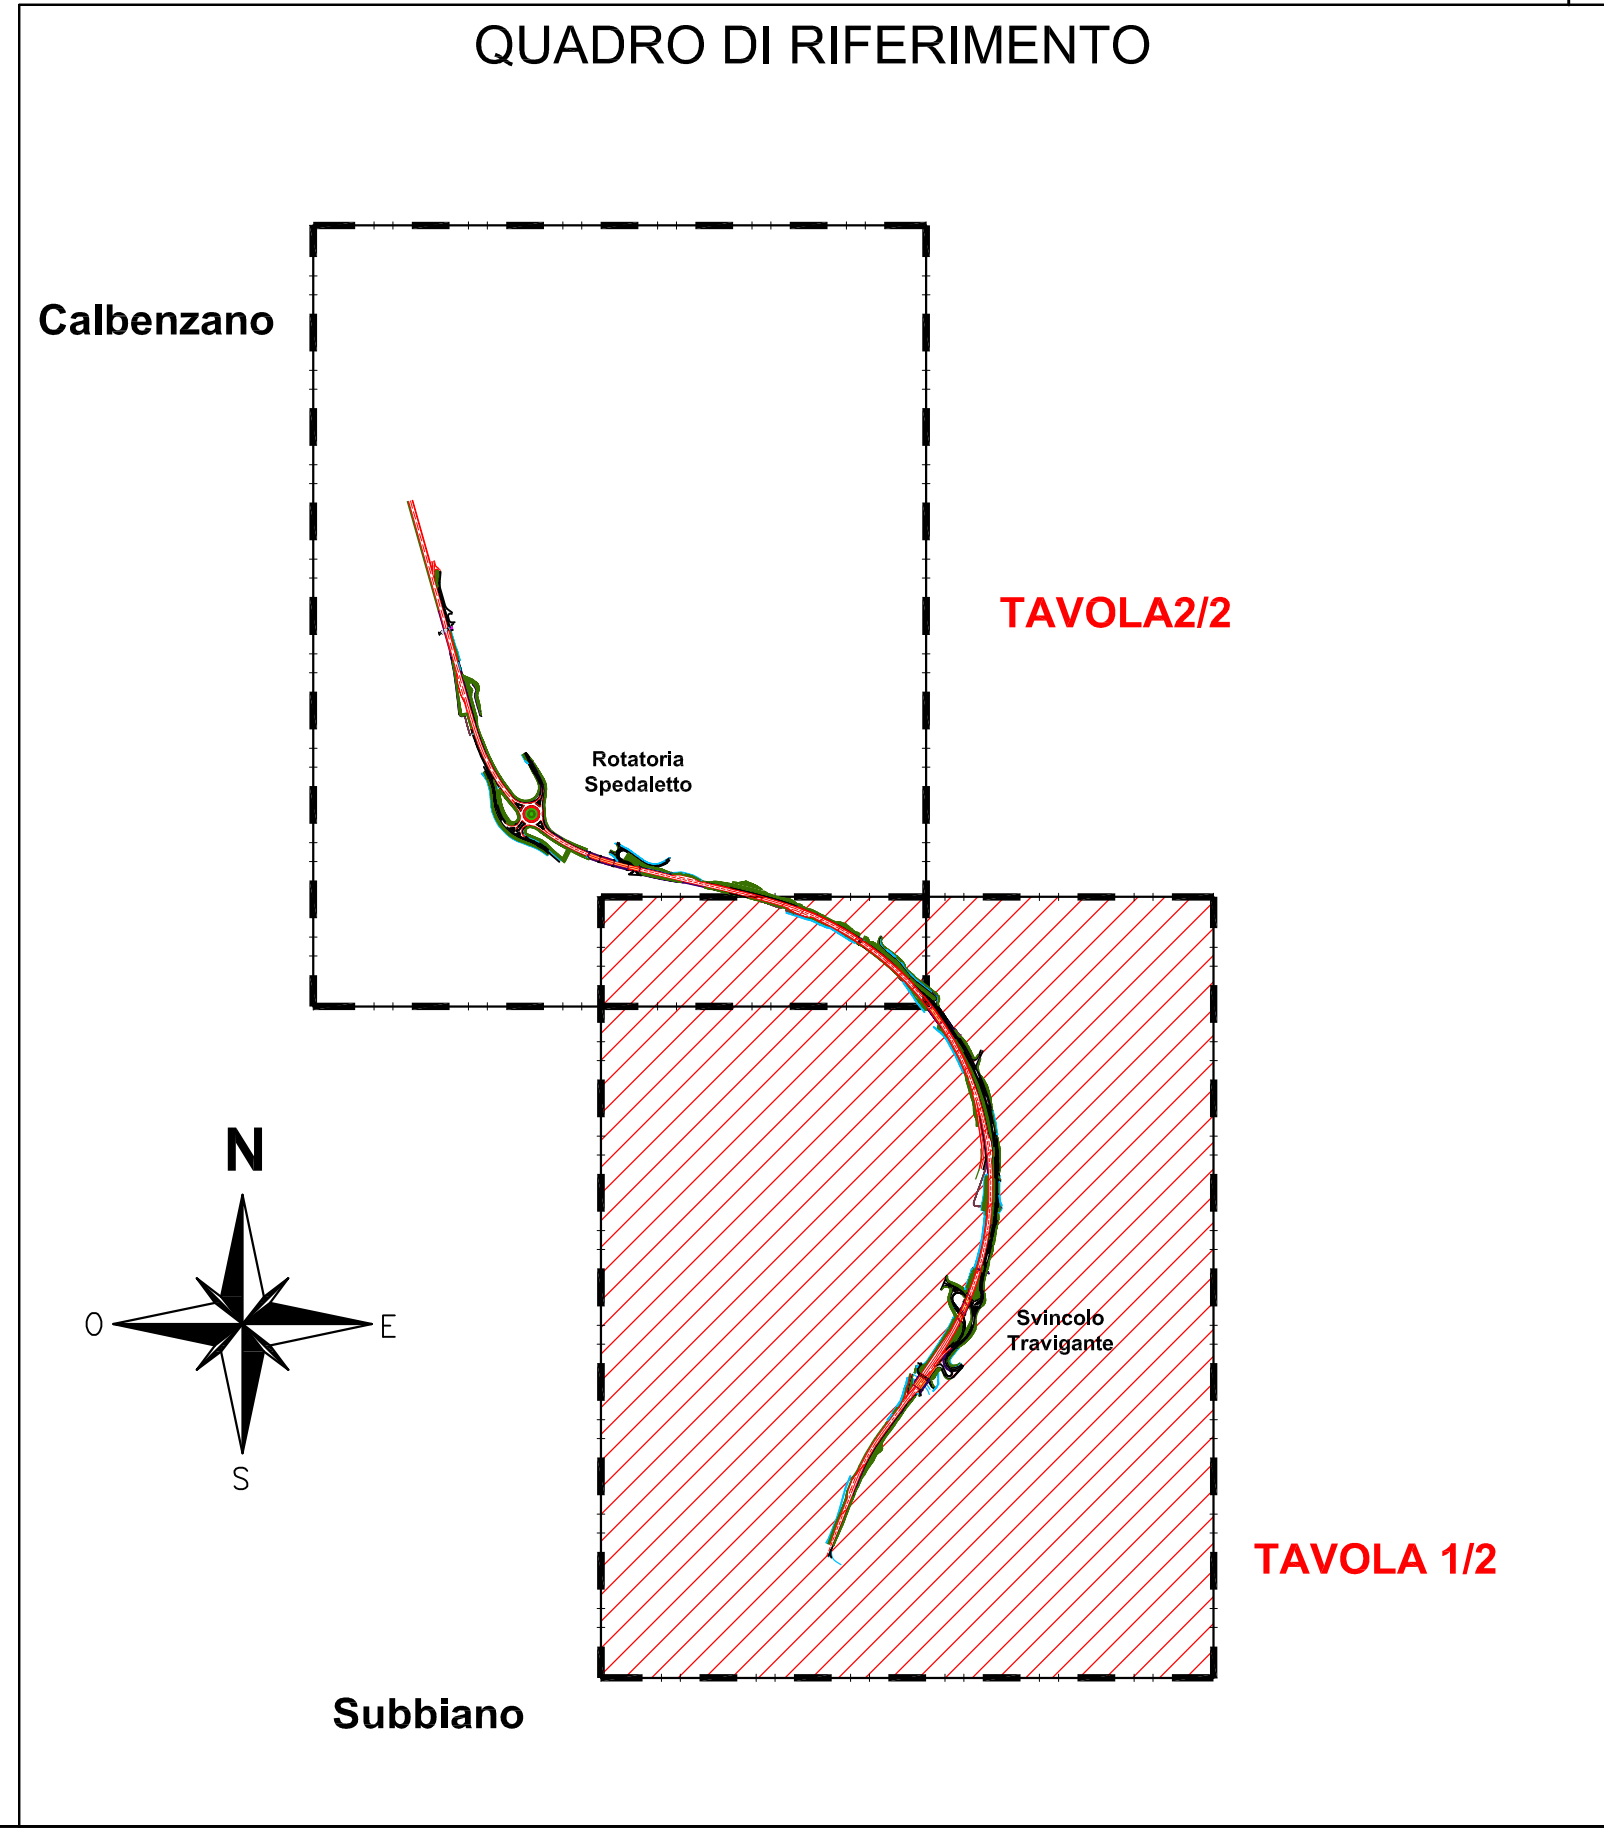 QUADRO DI RIFERIMENTO
Calbenzano
TAVOLA2/2
Rotatoria
Spedaletto
N
O
E
S
Svincolo
Travigante
TAVOLA 1/2
Subbiano